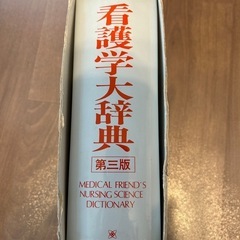 看護学大辞典
第三版
MEDICAL FRIEND'S
NURSING SCIENCE
DICTIONARY